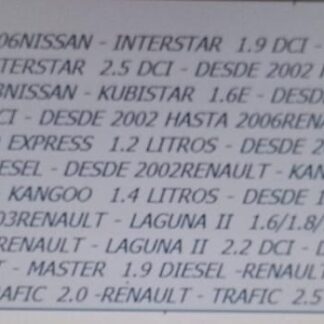 06NISSAN - INTERSTAR 1.9 DCI -
TERSTAR 2.5 DCI - DESDE 2002 H
3NISSAN - KUBISTAR 1.6E - DESD
CI - DESDE 2002 HASTA 2006RENA
EXPRESS 1.2 LITROS - DESDE 2
ESEL - DESDE 2002RENAULT - KAN
- KANGOO 1.4 LITROS - DESDE 1
03RENAULT - LAGUNA II 1.6/1.8/
RENAULT - LAGUNA II 2.2 DCI - D
T - MASTER 1.9 DIESEL -RENAULT
RAFIC 2.0 -RENAULT - TRAFIC 2.5